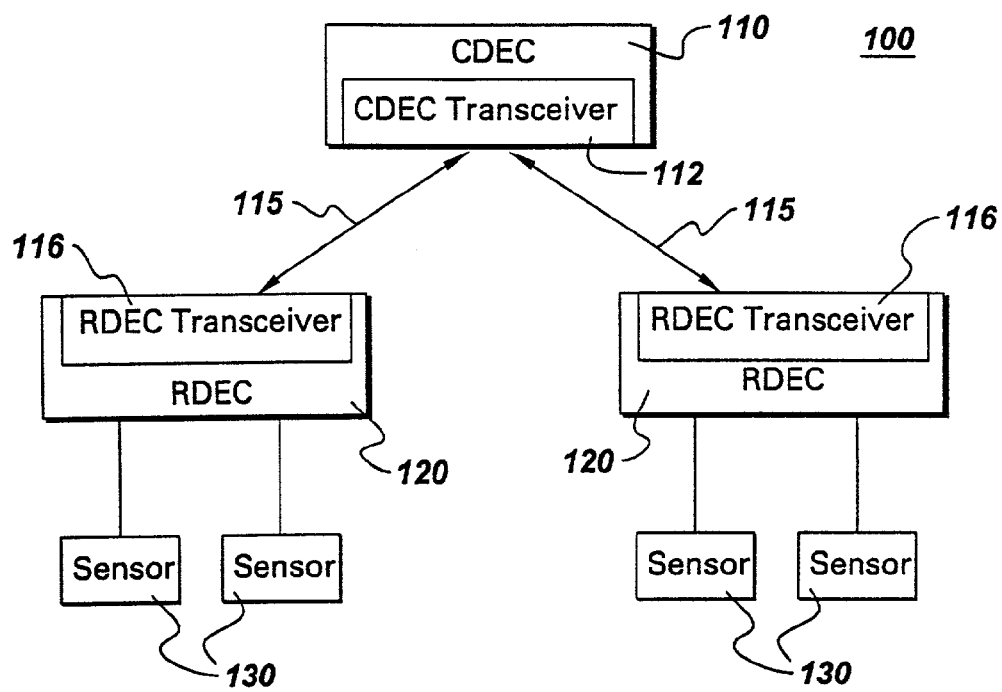 110
100
CDEC
CDEC Transceiver
112
115
115
116
116
RDEC Transceiver
RDEC Transceiver
RDEC
RDEC
120
120
Sensor
Sensor
Sensor
Sensor
130
130